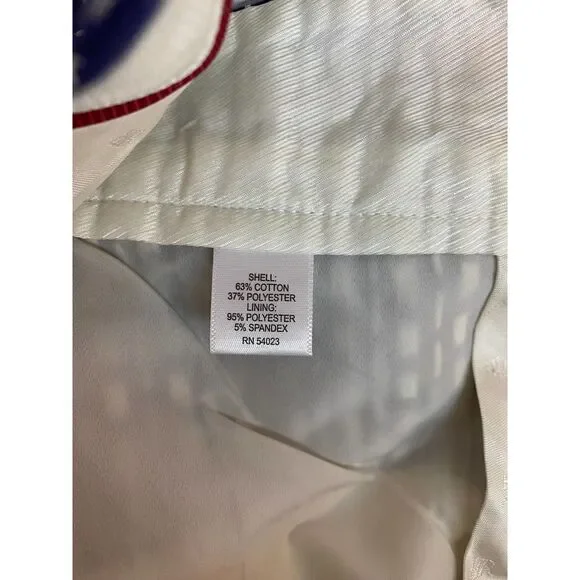 SHELL:
63% COTTON
37% POLYESTER
LINING:
95% POLYESTER
5% SPANDEX
RN 54023